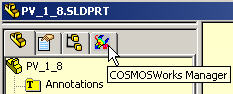 PV_1_8.SLDPRT
PV_1_8
Annotations
COSMOSWorks Manager